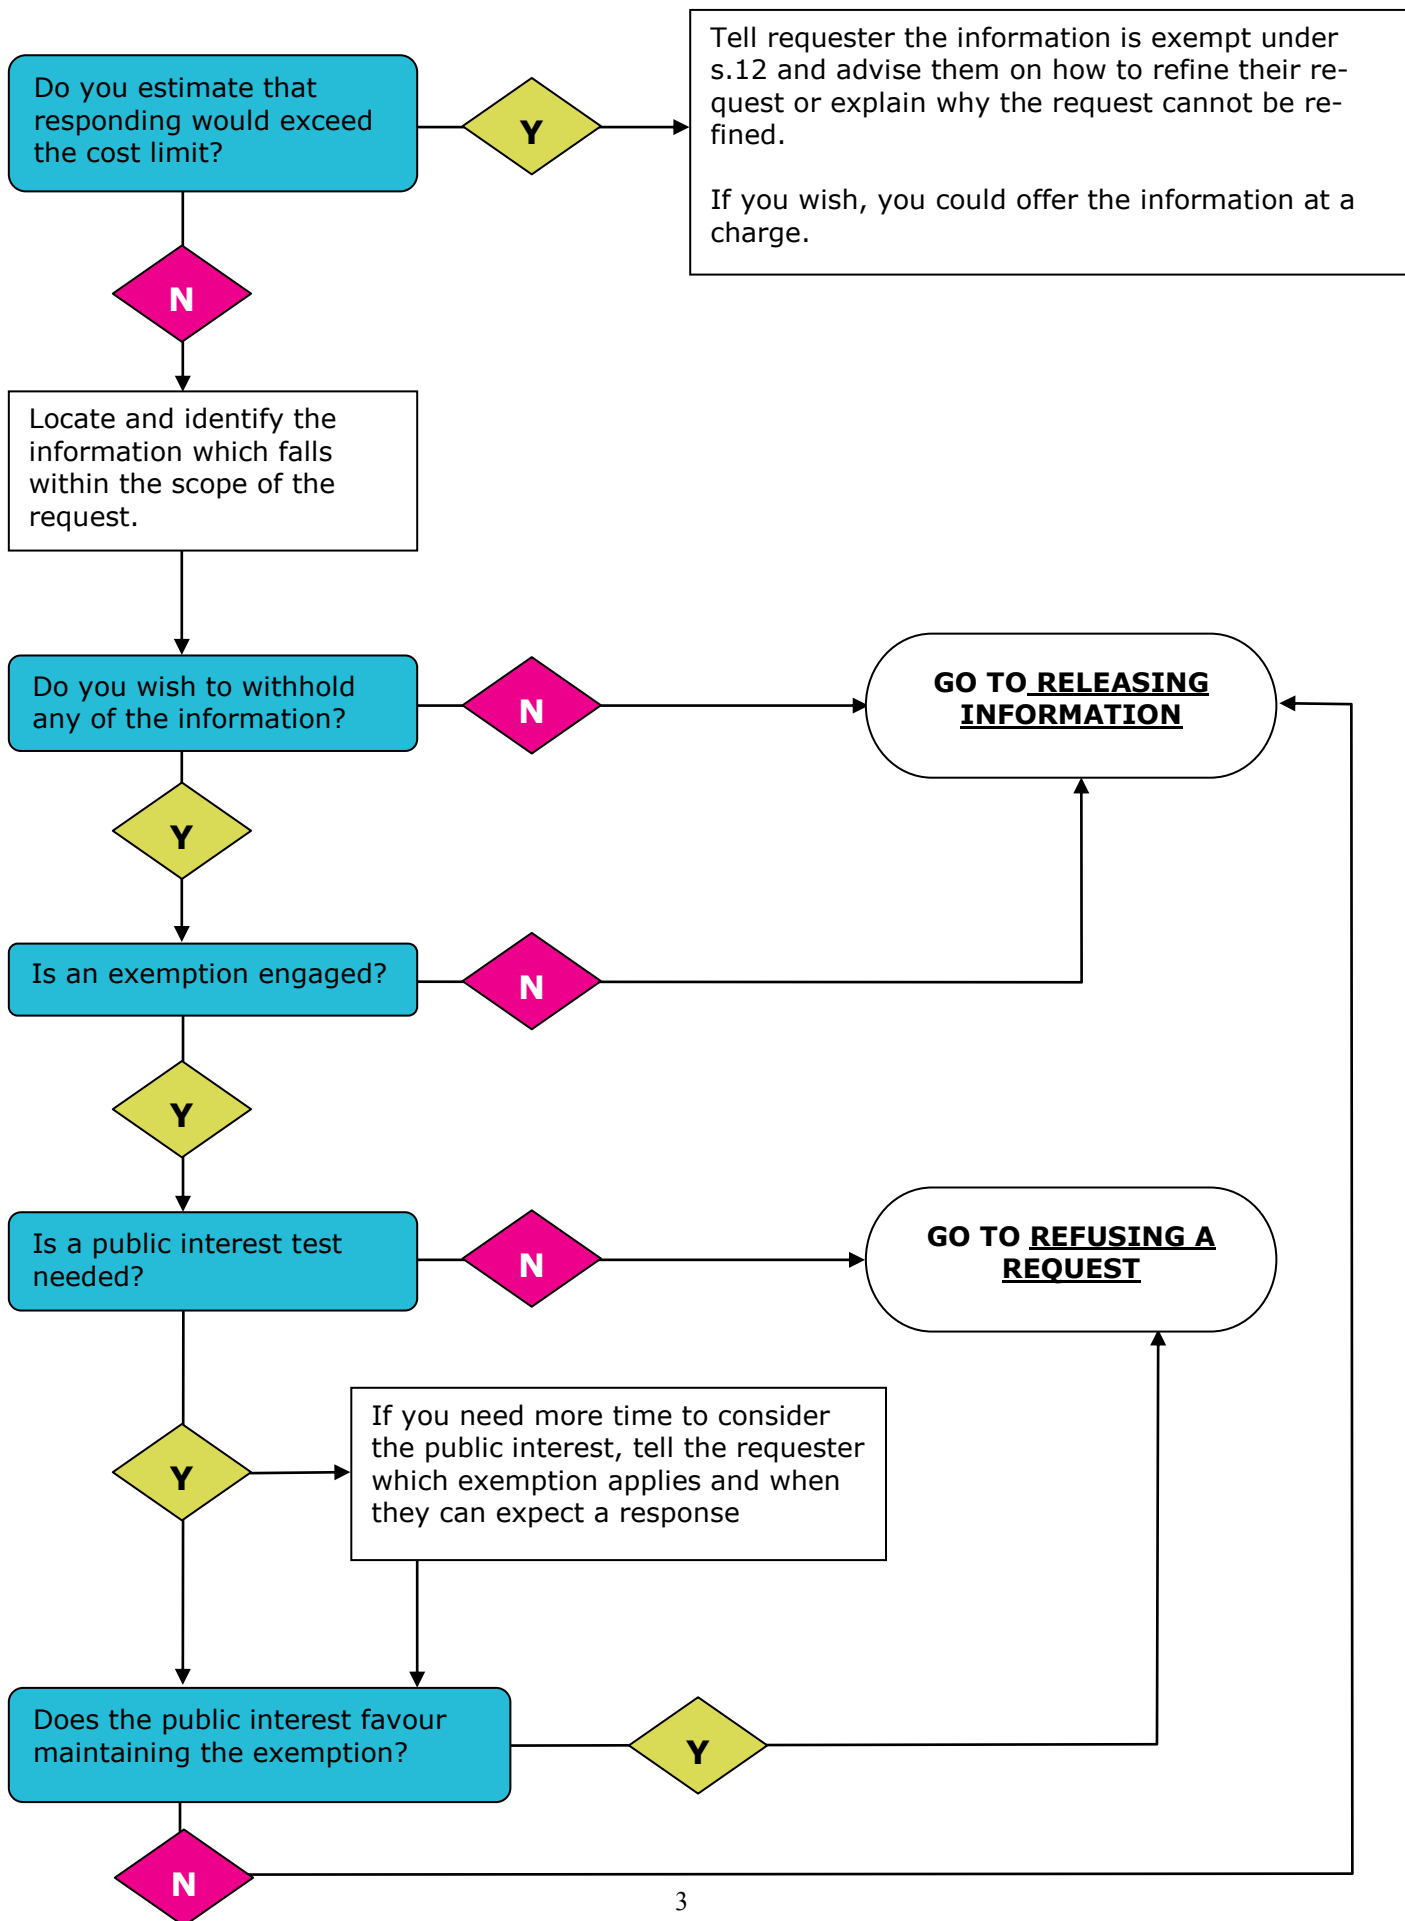 Do you estimate that
responding would exceed
the cost limit?
Y
Tell requester the information is exempt under
s.12 and advise them on how to refine their re-
quest or explain why the request cannot be re-
fined.
If you wish, you could offer the information at a
charge.
N
Locate and identify the
information which falls
within the scope of the
request.
Do you wish to withhold
any of the information?
N
GO TO RELEASING
INFORMATION
Y
Is an exemption engaged?
N
Y
Is a public interest test
needed?
N
GO TO REFUSING A
REQUEST
Y
If you need more time to consider
the public interest, tell the requester
which exemption applies and when
they can expect a response
Does the public interest favour
maintaining the exemption?
Y
N
3